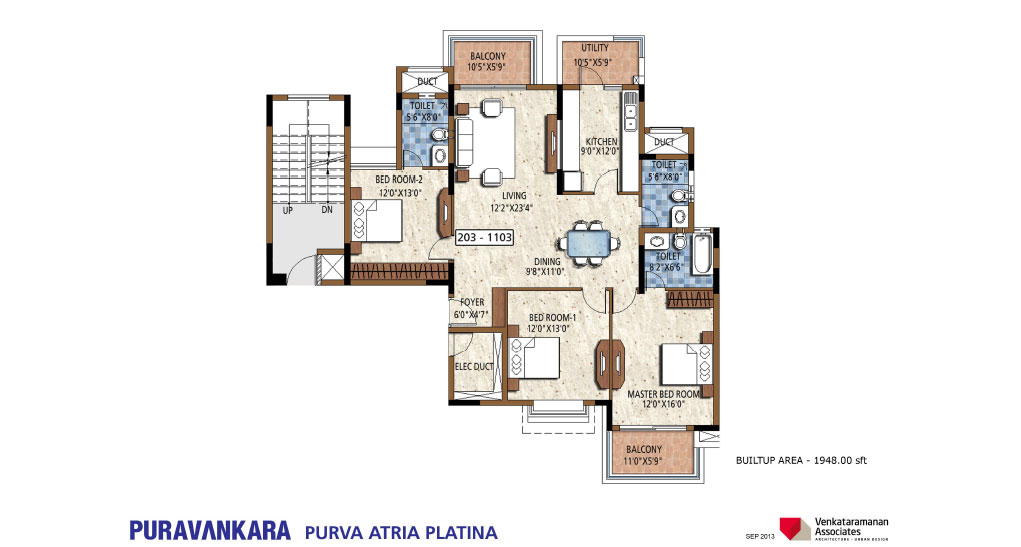 BALCONY
10'5"X5'9"
UTILITY
10'5"X5'9"
DUCT
TOILET
5'6"X8'0"
KITCHEN
9'0"X12'0"
DUCT
TOILET
5'6"X8'0"
BED ROOM-2
12'0"X13'0"
LIVING
12'2"X23'4"
UP
DN
203 - 1103
TOILET
8'2"X6'6"
DINING
9'8"X11'0"
FOYER
6'0"X4'7"
BED ROOM-1
12'0"X13'0"
ELEC DUCT
MASTER BED ROOM
12'0"X16'0"
BALCONY
11'0"X5'9"
BUILTUP AREA - 1948.00 sft
PURAVANKARA PURVA ATRIA PLATINA
SEP 2013
Venkataramanan
Associates
ARCHITECTURE - URBAN DESIGN